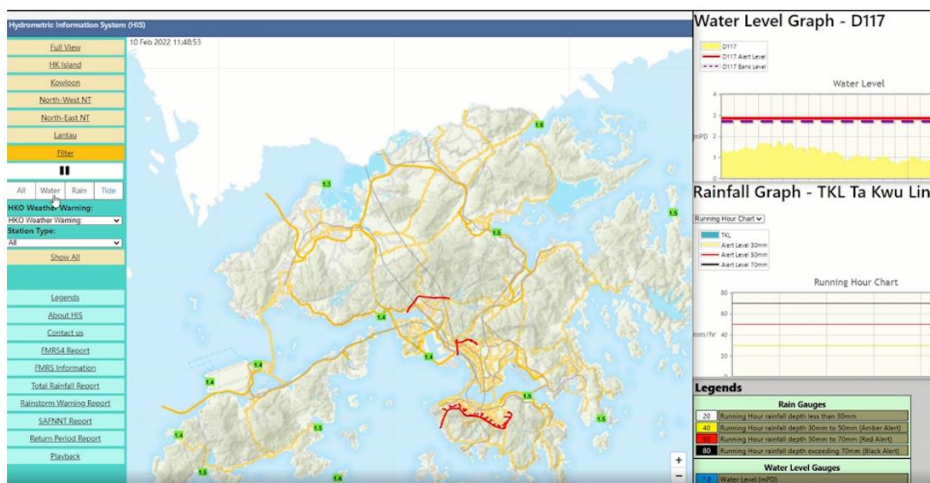 Hydrometric Information System (HIS)
Full View
HK Island
Kowloon
North-West NT
North-East NT
Lantau
Filter
All Water Rain Tide
HKO Weather Warning:
HKO Weather Warning:
Station Type:
All
Show All
Legends
About HIS
Contact us
FMRS4 Report
FMRS Information
Total Rainfall Report
Rainstorm Warning Report
SAFNNT Report
Return Period Report
Playback
10 Feb 2022 11:48:53
1.6
1.3
1.5
1.5
1.4
1.4
1.4
1.4
1.5
1.4
1.5
1.5
1.5
1.4
+
-
Water Level Graph - D117
D117
D117 Alert Level
D117 Bank Level
Water Level
4
3
mPD 2
1
0
Rainfall Graph - TKL Ta Kwu Lin
Running Hour Chart
TKL
Alert Level 30mm
Alert Level 50mm
Alert Level 70mm
Running Hour Chart
80
60
mm/hr 40
20
Legends
Rain Gauges
20 Running Hour rainfall depth less than 30mm
40 Running Hour rainfall depth 30mm to 50mm (Amber Alert)
Running Hour rainfall depth 50mm to 70mm (Red Alert)
80 Running Hour rainfall depth exceeding 70mm (Black Alert)
Water Level Gauges
Water Level (mPD)